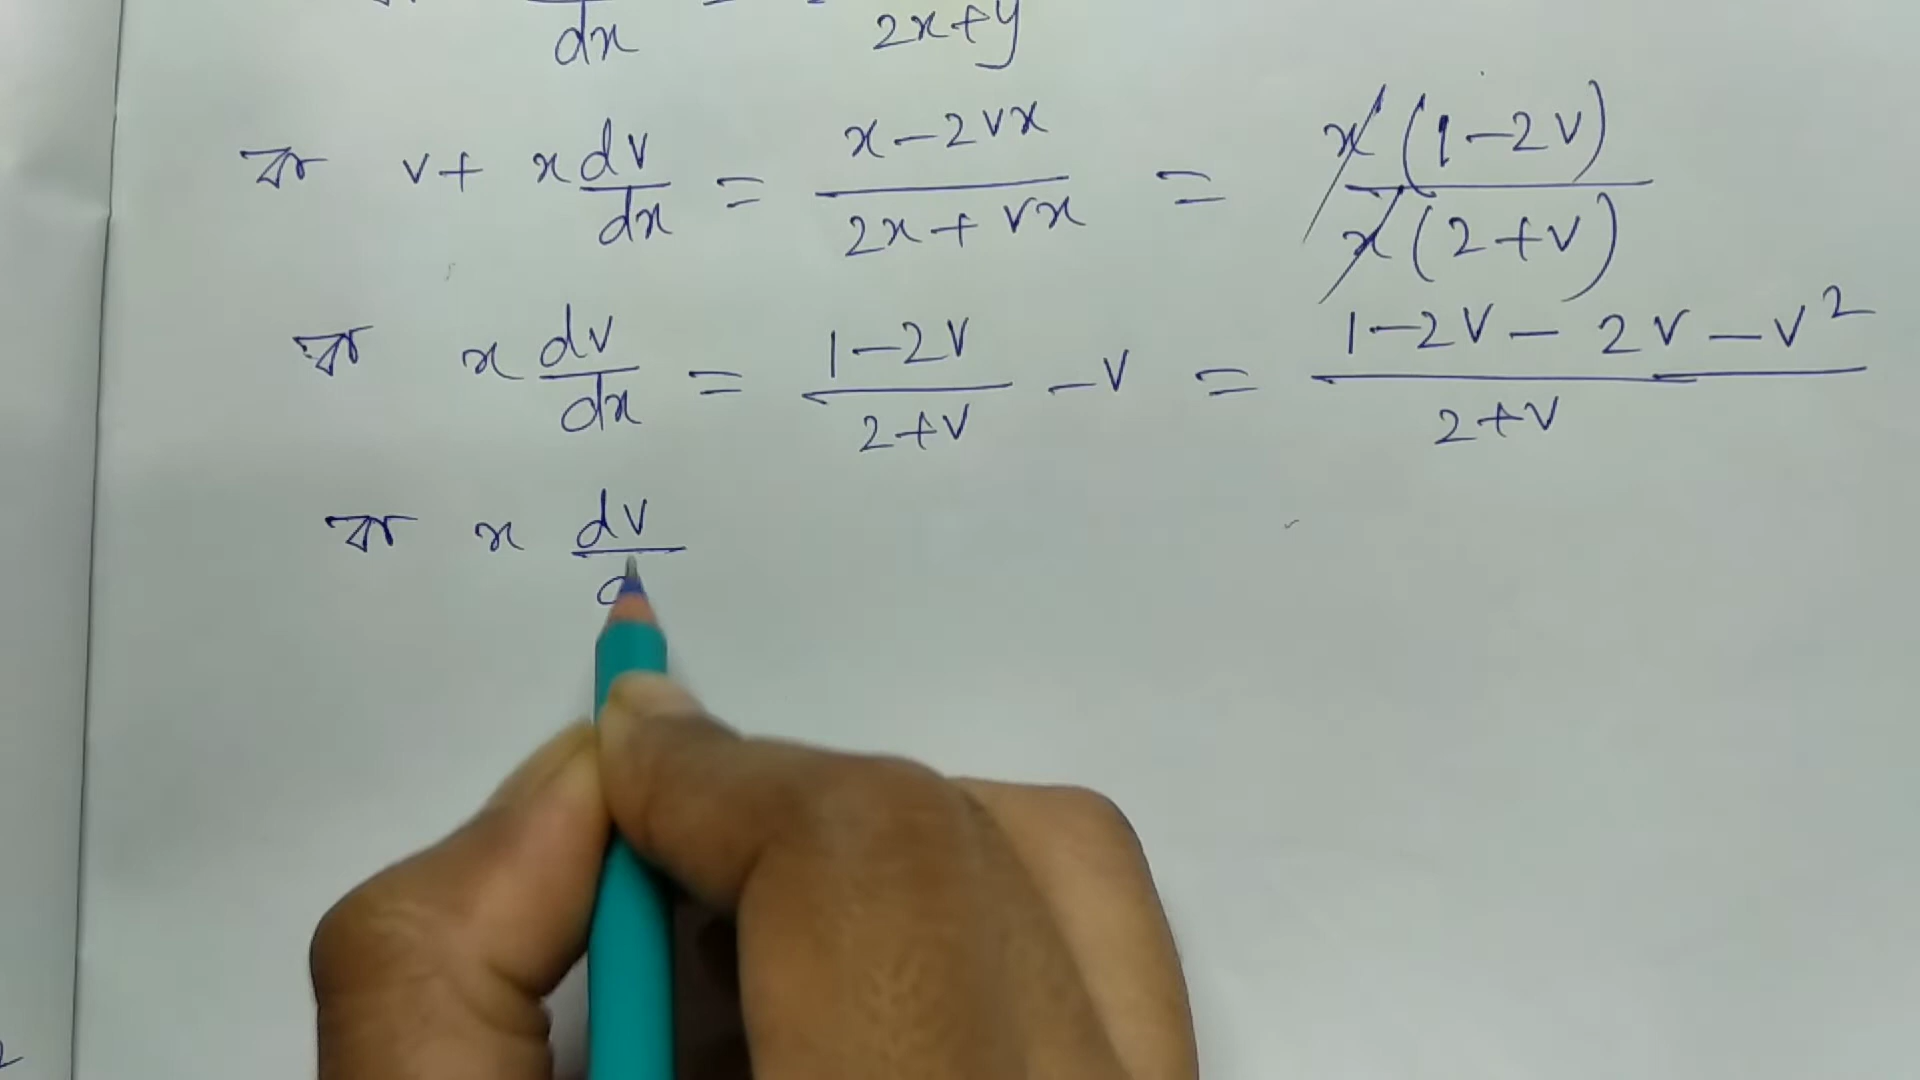 dx = 2x+y
বা v + x dv/dx = x-2vx / 2x+vx = x(1-2v) / x(2+v)
বা x dv/dx = 1-2v / 2+v - v = 1-2v-2v-v² / 2+v
বা x dv / d